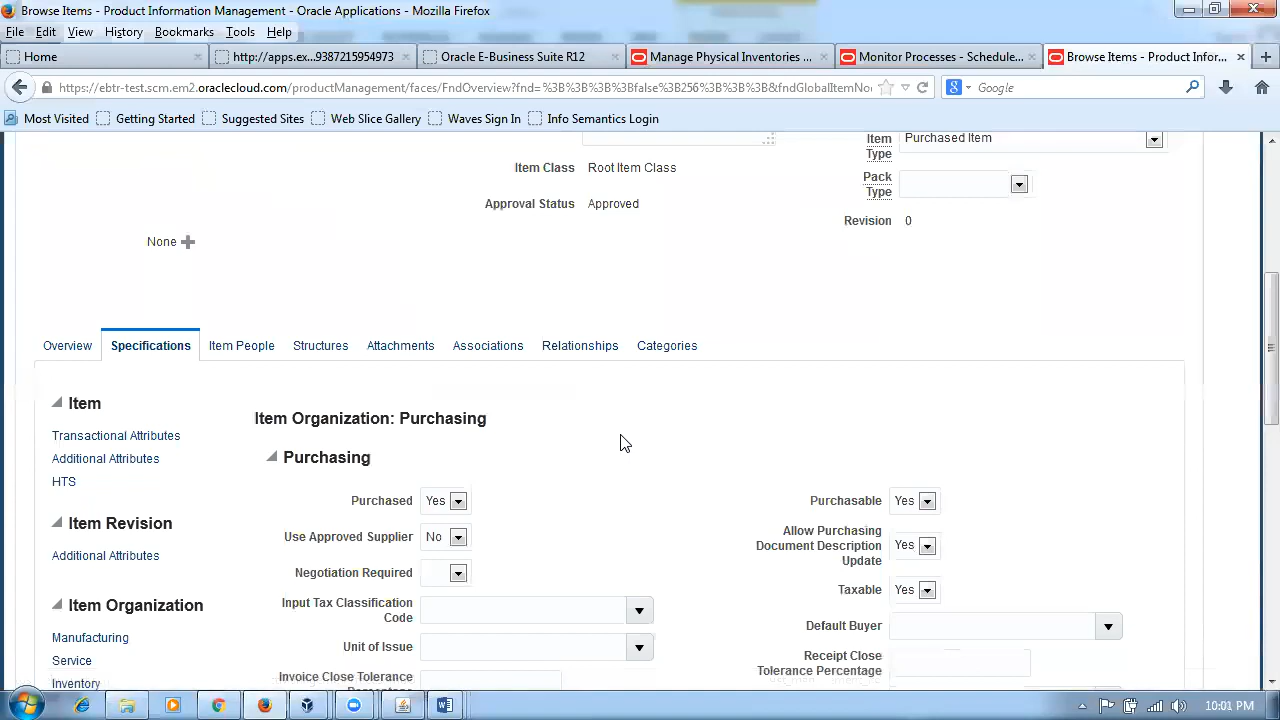 Browse Items - Product Information Management - Oracle Applications - Mozilla Firefox
File Edit View History Bookmarks Tools Help
Home
http://apps.ex...9387215954973
Oracle E-Business Suite R12
Manage Physical Inventories ...
Monitor Processes - Schedule...
Browse Items - Product Infor...
https://ebtr-test.scm.em2.oraclecloud.com/productManagement/faces/FndOverview?fnd=%3B%3B%3B%3Bfalse%3B256%3B%3B%3B&fndGlobalItemNoc
Google
Most Visited Getting Started Suggested Sites Web Slice Gallery Waves Sign In Info Semantics Login
Item Type Purchased Item
Item Class Root Item Class
Pack Type
Approval Status Approved
Revision 0
None
Overview Specifications Item People Structures Attachments Associations Relationships Categories
Item
Transactional Attributes
Additional Attributes
HTS
Item Revision
Additional Attributes
Item Organization
Manufacturing
Service
Inventory
Item Organization: Purchasing
Purchasing
Purchased Yes
Use Approved Supplier No
Negotiation Required
Input Tax Classification Code
Unit of Issue
Invoice Close Tolerance
Purchasable Yes
Allow Purchasing Document Description Update Yes
Taxable Yes
Default Buyer
Receipt Close Tolerance Percentage
10:01 PM